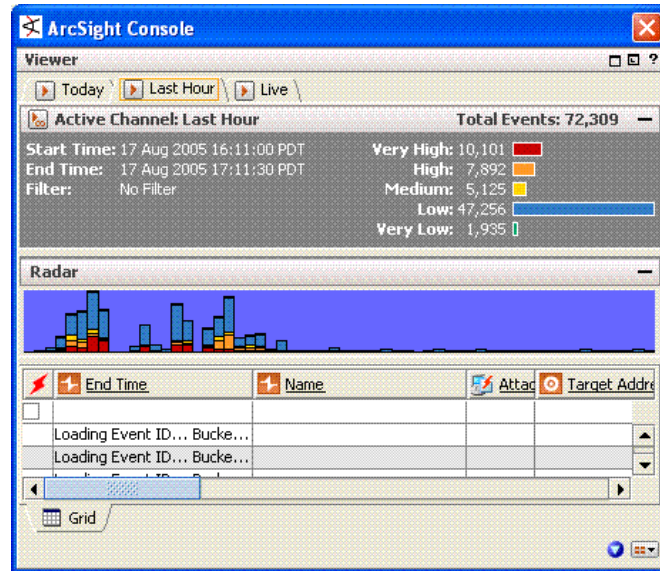 ArcSight Console
Viewer
Today Last Hour Live
Active Channel: Last Hour Total Events: 72,309
Start Time: 17 Aug 2005 16:11:00 PDT Very High: 10,101
End Time: 17 Aug 2005 17:11:30 PDT High: 7,892
Filter: No Filter Medium: 5,125
Low: 47,256
Very Low: 1,935
Radar
End Time Name Attac Target Addre
Loading Event ID... Bucke...
Loading Event ID... Bucke...
Grid